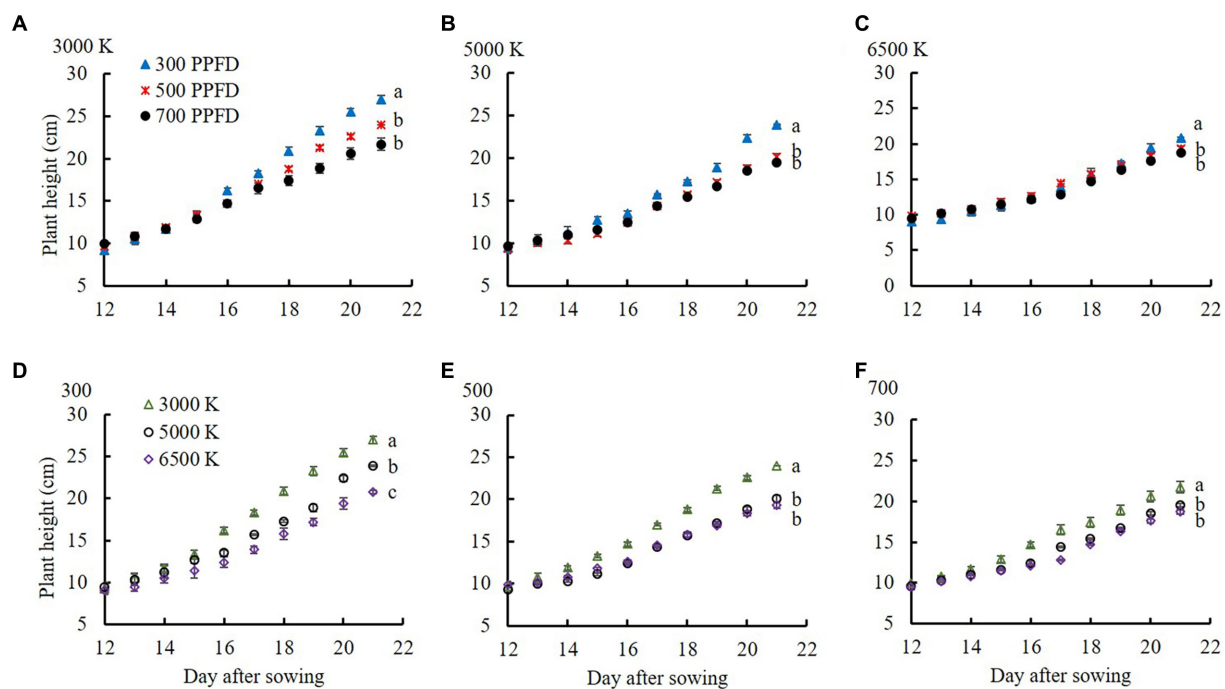 A
3000 K
300 PPFD
500 PPFD
700 PPFD
Plant height (cm)
30
25
20
15
10
5
12 14 16 18 20 22
a
b
b
B
5000 K
30
25
20
15
10
5
12 14 16 18 20 22
a
b
b
C
6500 K
30
25
20
15
10
5
0
12 14 16 18 20 22
a
b
b
D
300
3000 K
5000 K
6500 K
Plant height (cm)
30
25
20
15
10
5
12 14 16 18 20 22
Day after sowing
a
b
c
E
500
30
25
20
15
10
5
12 14 16 18 20 22
Day after sowing
a
b
b
F
700
30
25
20
15
10
5
12 14 16 18 20 22
Day after sowing
a
b
b